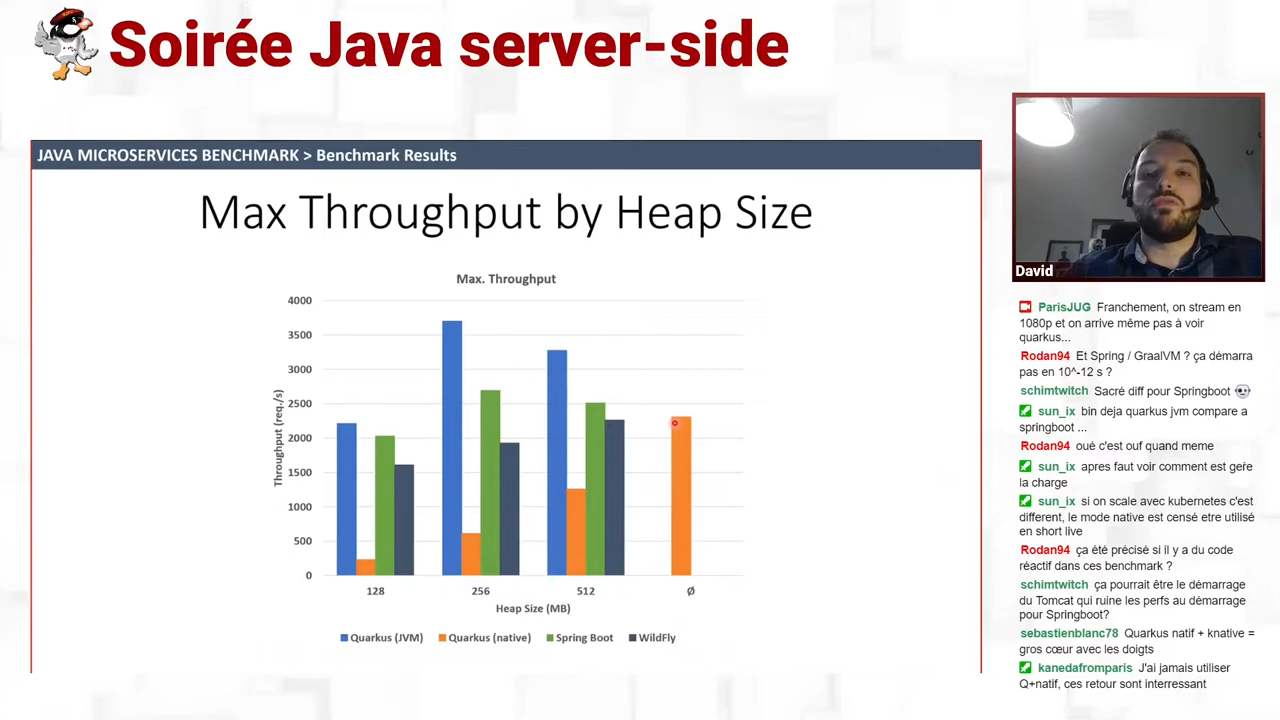 Soirée Java server-side
JAVA MICROSERVICES BENCHMARK > Benchmark Results
Max Throughput by Heap Size
Max. Throughput
4000
3500
3000
2500
2000
1500
1000
500
0
Throughput (req./s)
128 256 512 Ø
Heap Size (MB)
Quarkus (JVM) Quarkus (native) Spring Boot WildFly
David
ParisJUG Franchement, on stream en
1080p et on arrive même pas à voir
quarkus...
Rodan94 Et Spring / GraalVM ? ça démarra
pas en 10^-12 s ?
schimtwitch Sacré diff pour Springboot
sun_ix bin deja quarkus jvm compare a
springboot ...
Rodan94 oué c'est ouf quand meme
sun_ix apres faut voir comment est geŕe
la charge
sun_ix si on scale avec kubernetes c'est
different, le mode native est censé etre utilisé
en short live
Rodan94 ça été précisé si il y a du code
réactif dans ces benchmark ?
schimtwitch ça pourrait être le démarrage
du Tomcat qui ruine les perfs au démarrage
pour Springboot?
sebastienblanc78 Quarkus natif + knative =
gros cœur avec les doigts
kanedafromparis J'ai jamais utiliser
Q+natif, ces retour sont interressant